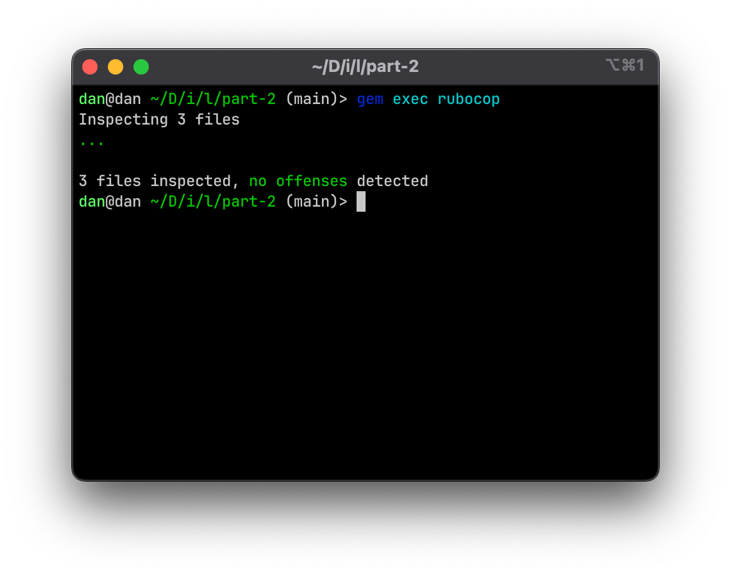 ~/D/i/l/part-2 ⌥⌘1
dan@dan ~/D/i/l/part-2 (main)> gem exec rubocop
Inspecting 3 files
...
3 files inspected, no offenses detected
dan@dan ~/D/i/l/part-2 (main)>